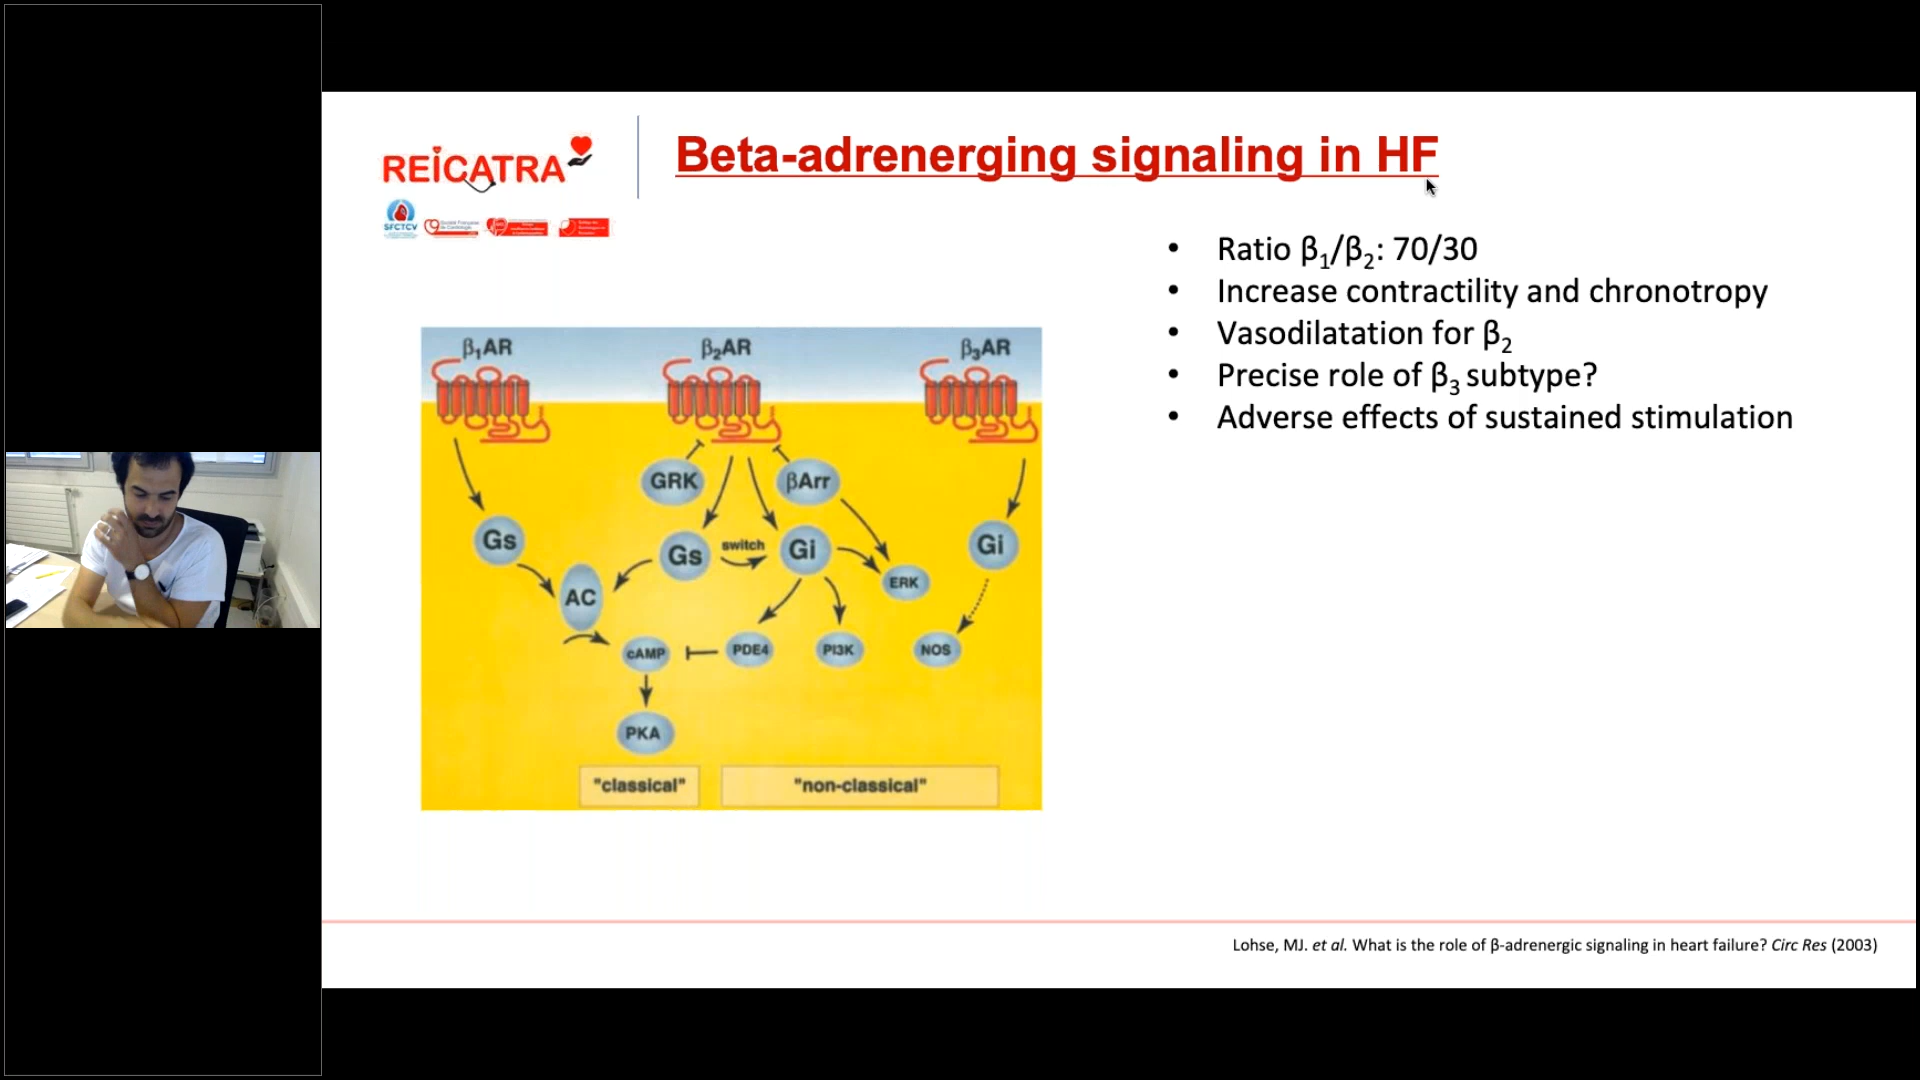 REICATRA
Beta-adrenerging signaling in HF
SFCTCV
• Ratio β₁/β₂: 70/30
• Increase contractility and chronotropy
• Vasodilatation for β₂
• Precise role of β₃ subtype?
• Adverse effects of sustained stimulation
β₁AR β₂AR β₃AR
GRK βArr
Gs Gs switch Gi Gi
AC ERK
cAMP PDE4 PI3K NOS
PKA
"classical" "non-classical"
Lohse, MJ. et al. What is the role of β-adrenergic signaling in heart failure? Circ Res (2003)